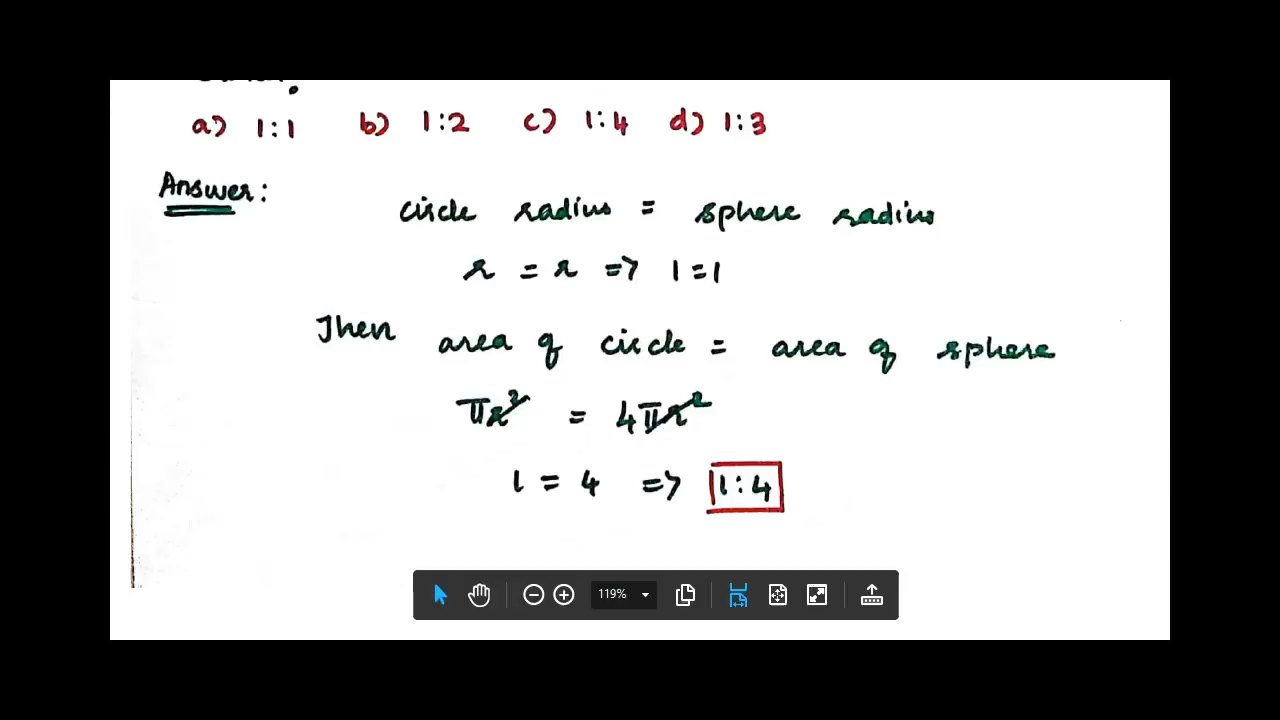 a) 1:1 b) 1:2 c) 1:4 d) 1:3
Answer:
circle radius = sphere radius
r = r => 1=1
Then area of circle = area of sphere
πr² = 4πr²
1 = 4 => 1:4
119%